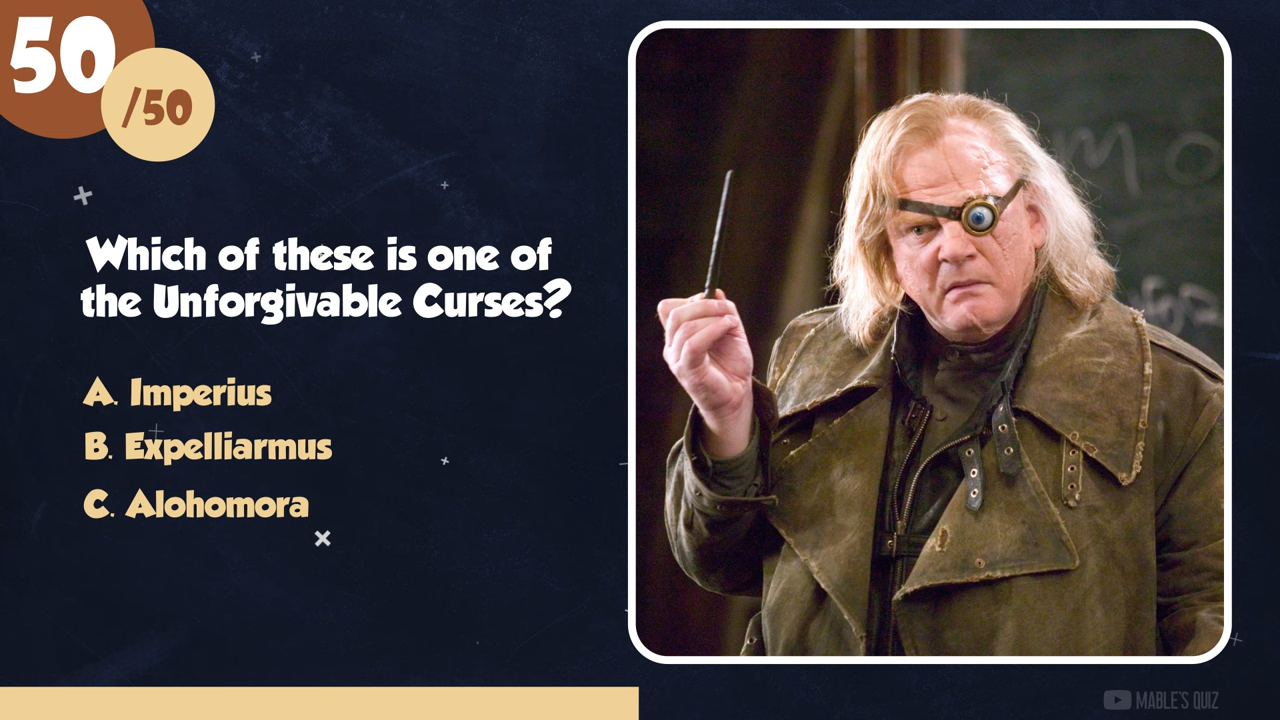 50
/50
Which of these is one of
the Unforgivable Curses?
A. Imperius
B. Expelliarmus
C. Alohomora
MABLE'S QUIZ